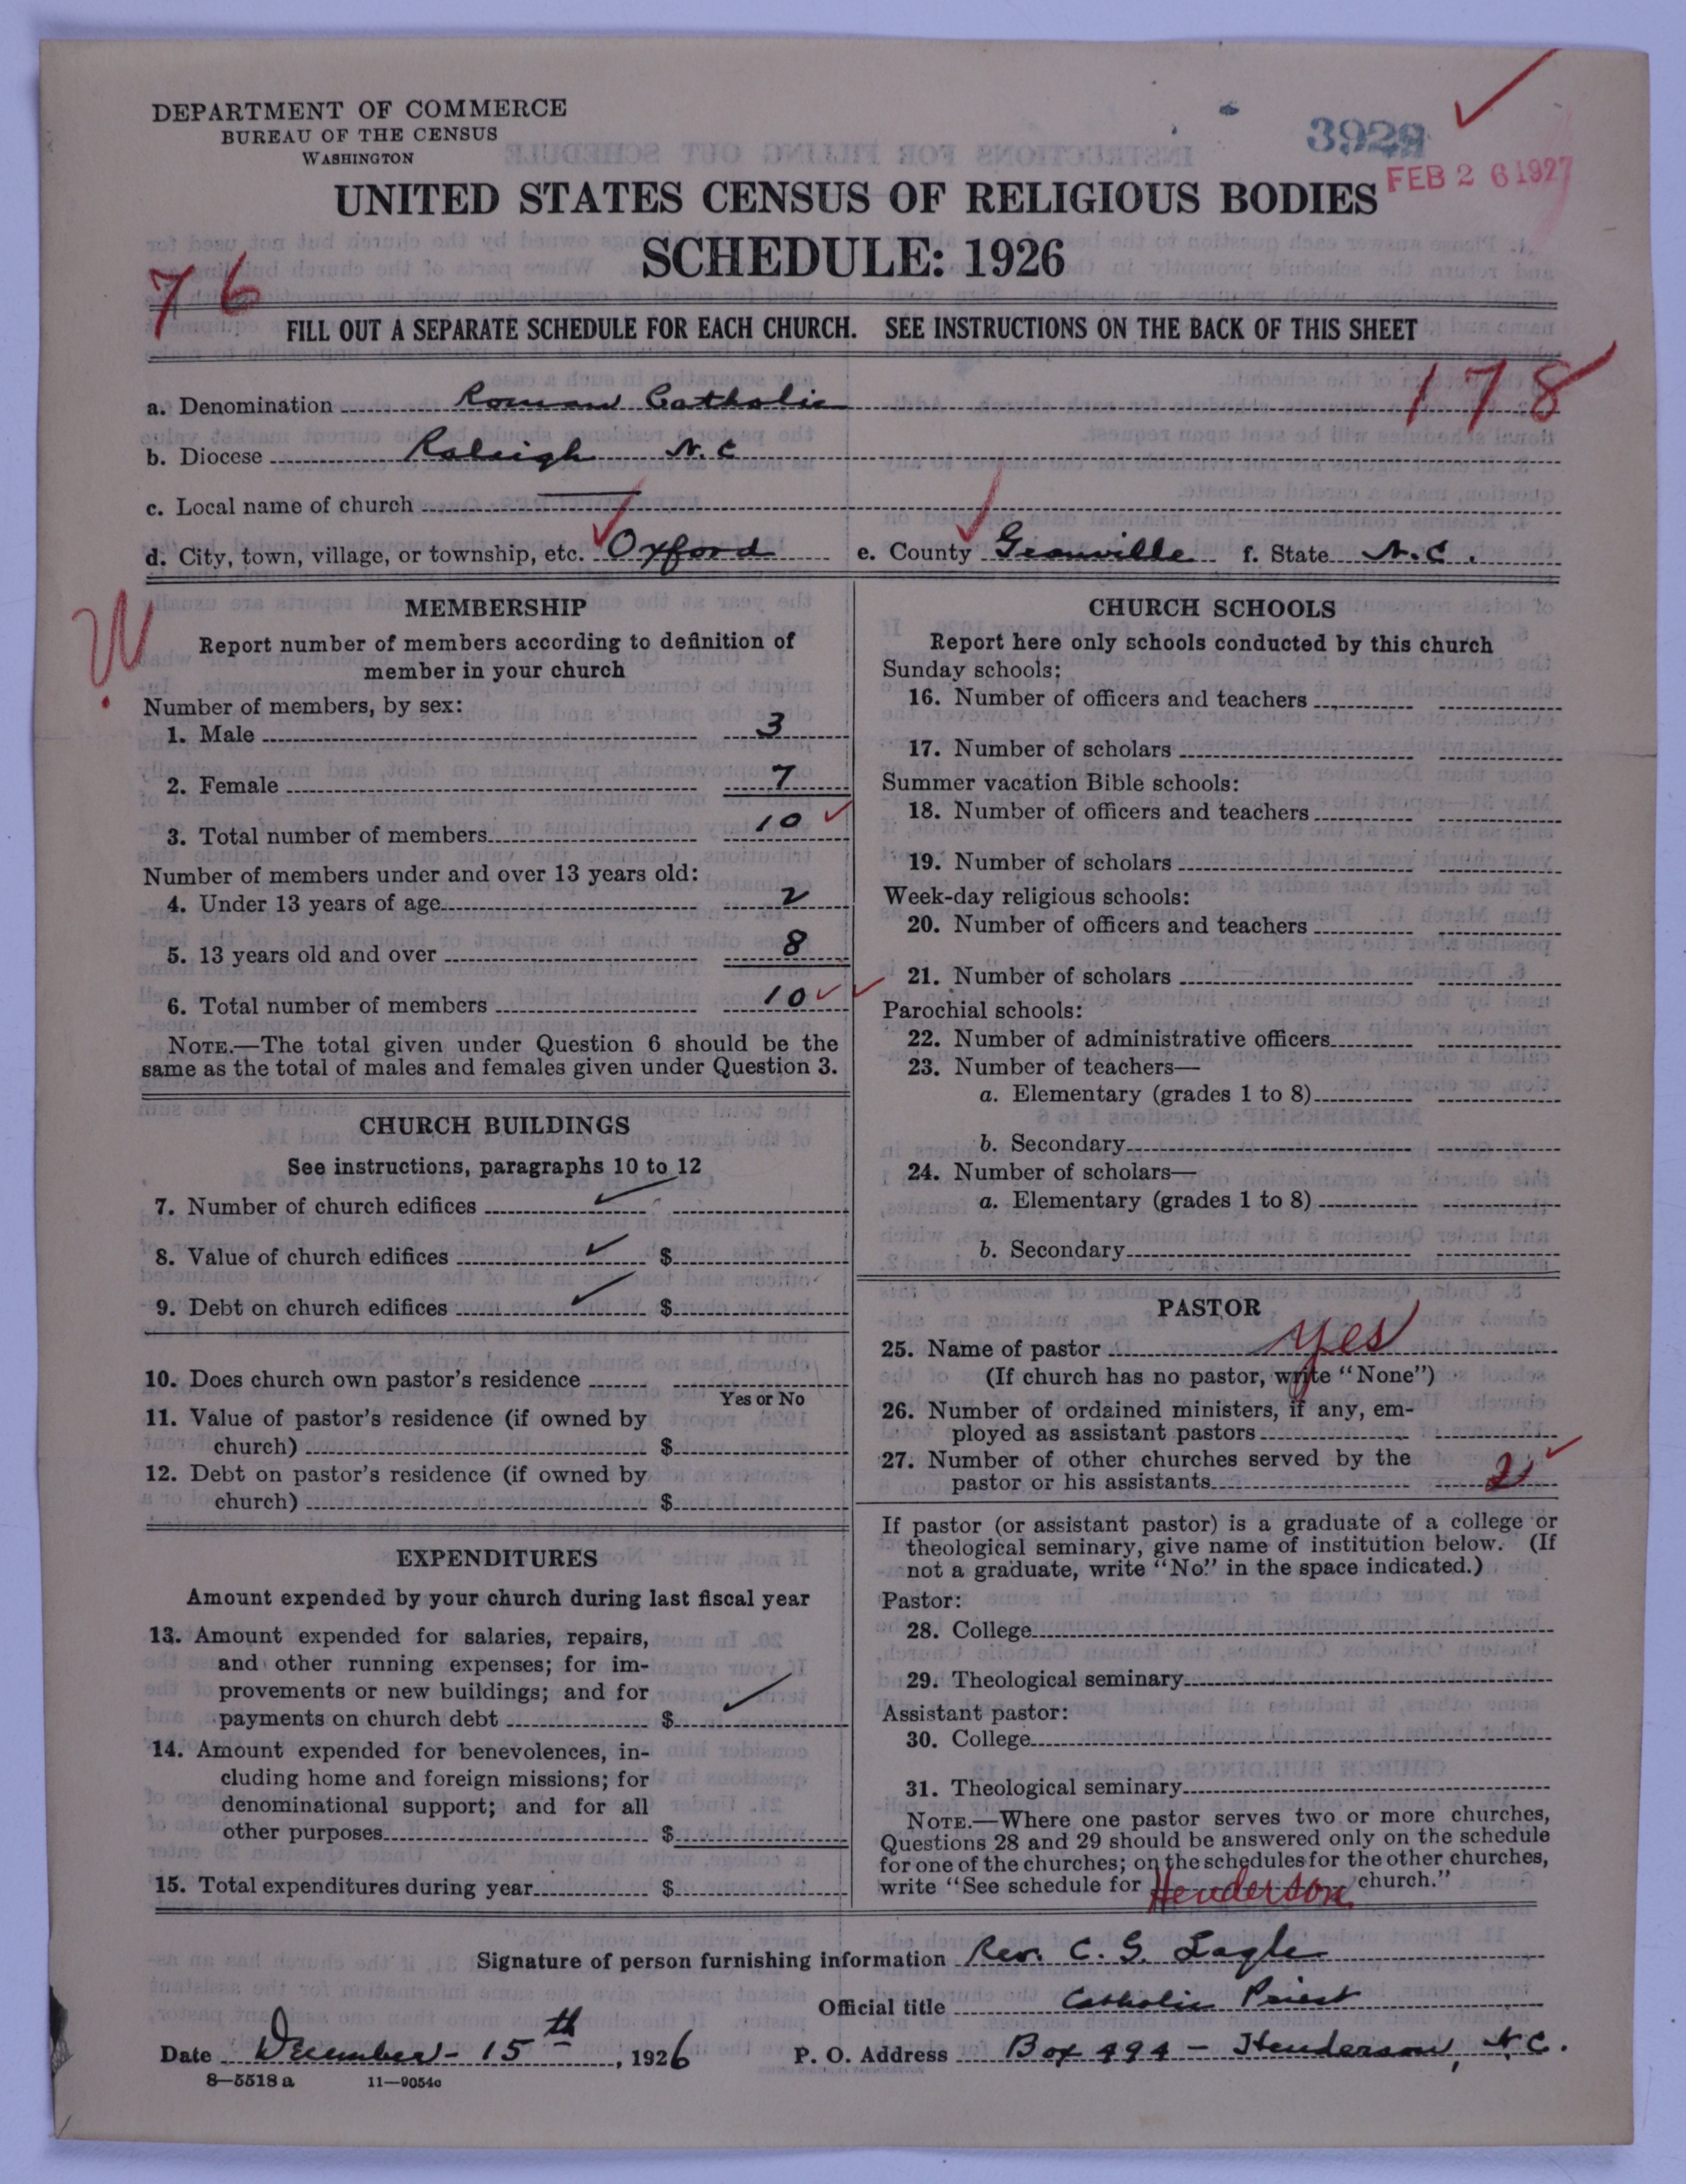 DEPARTMENT OF COMMERCE
BUREAU OF THE CENSUS
WASHINGTON
3929
FEB 26 1927
UNITED STATES CENSUS OF RELIGIOUS BODIES
SCHEDULE: 1926
76
FILL OUT A SEPARATE SCHEDULE FOR EACH CHURCH. SEE INSTRUCTIONS ON THE BACK OF THIS SHEET
178
a. Denomination Roman Catholic
b. Diocese Raleigh N.C
c. Local name of church
d. City, town, village, or township, etc. Oxford e. County Granville f. State N.C.
W
MEMBERSHIP
Report number of members according to definition of
member in your church
Number of members, by sex:
1. Male 3
2. Female 7
3. Total number of members 10
Number of members under and over 13 years old:
4. Under 13 years of age 2
5. 13 years old and over 8
6. Total number of members 10
NOTE.—The total given under Question 6 should be the
same as the total of males and females given under Question 3.
CHURCH BUILDINGS
See instructions, paragraphs 10 to 12
7. Number of church edifices
8. Value of church edifices $
9. Debt on church edifices $
10. Does church own pastor's residence
Yes or No
11. Value of pastor's residence (if owned by
church) $
12. Debt on pastor's residence (if owned by
church) $
EXPENDITURES
Amount expended by your church during last fiscal year
13. Amount expended for salaries, repairs,
and other running expenses; for im-
provements or new buildings; and for
payments on church debt $
14. Amount expended for benevolences, in-
cluding home and foreign missions; for
denominational support; and for all
other purposes $
15. Total expenditures during year $
CHURCH SCHOOLS
Report here only schools conducted by this church
Sunday schools:
16. Number of officers and teachers
17. Number of scholars
Summer vacation Bible schools:
18. Number of officers and teachers
19. Number of scholars
Week-day religious schools:
20. Number of officers and teachers
21. Number of scholars
Parochial schools:
22. Number of administrative officers
23. Number of teachers—
a. Elementary (grades 1 to 8)
b. Secondary
24. Number of scholars—
a. Elementary (grades 1 to 8)
b. Secondary
PASTOR
25. Name of pastor yes
(If church has no pastor, write "None")
26. Number of ordained ministers, if any, em-
ployed as assistant pastors
27. Number of other churches served by the
pastor or his assistants 2
If pastor (or assistant pastor) is a graduate of a college or
theological seminary, give name of institution below. (If
not a graduate, write "No" in the space indicated.)
Pastor:
28. College
29. Theological seminary
Assistant pastor:
30. College
31. Theological seminary
NOTE.—Where one pastor serves two or more churches,
Questions 28 and 29 should be answered only on the schedule
for one of the churches; on the schedules for the other churches,
write "See schedule for Henderson church."
Signature of person furnishing information Rev. C. G. Lagle
Official title Catholic Priest
Date December - 15th, 1926 P. O. Address Box 494 - Henderson, N.C.
8—5518 a 11—9054c